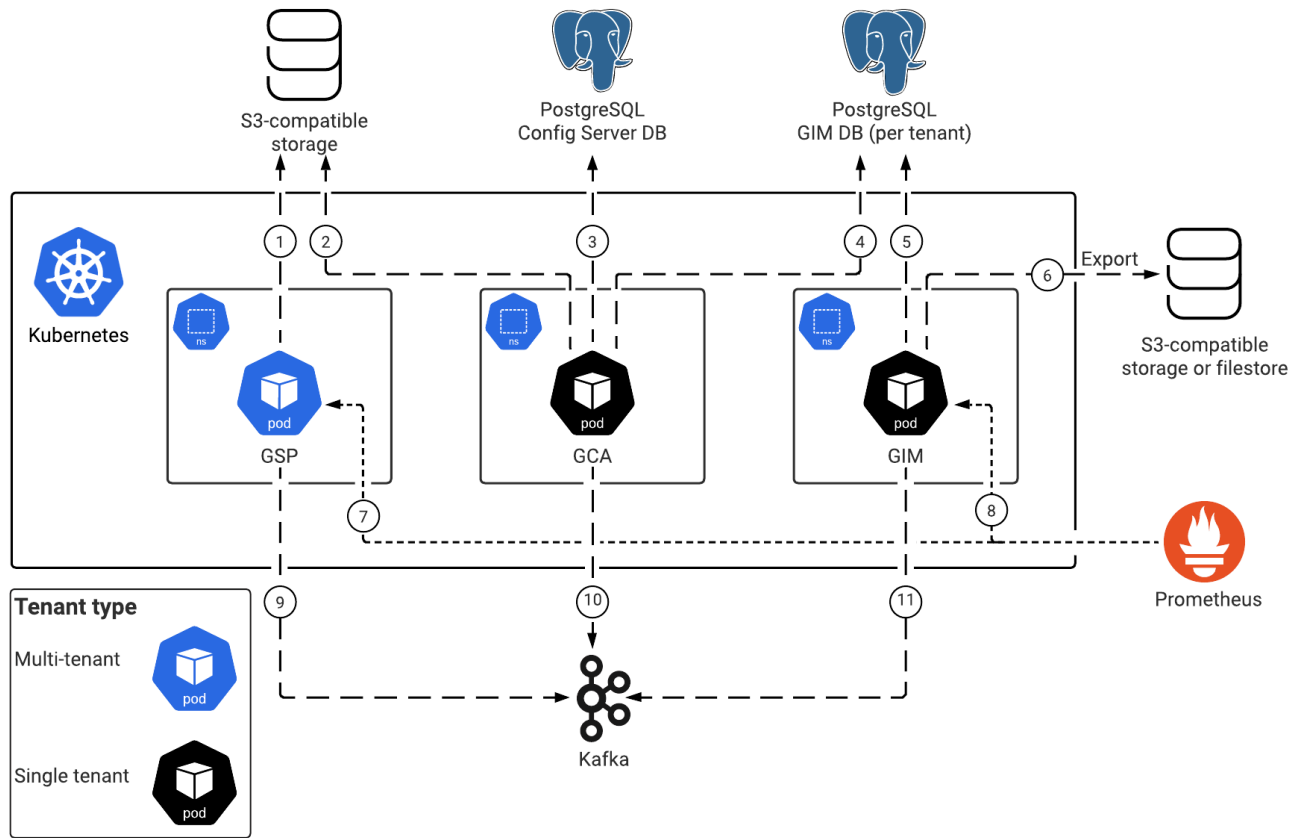 S3-compatible
storage
PostgreSQL
Config Server DB
PostgreSQL
GIM DB (per tenant)
1
2
3
4
5
6
Export
Kubernetes
ns
ns
ns
S3-compatible
storage or filestore
pod
pod
pod
GSP
GCA
GIM
7
8
Prometheus
9
10
11
Tenant type
Multi-tenant
pod
Single tenant
pod
Kafka